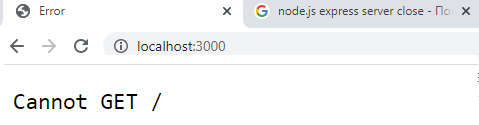 Error
node.js express server close - По
localhost:3000
Cannot GET /